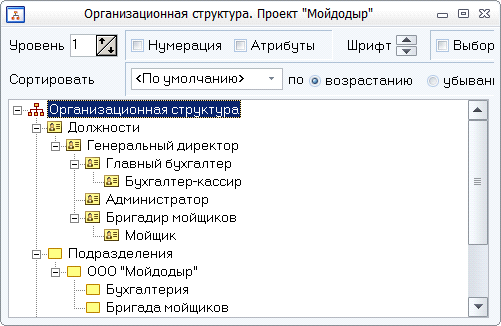 Организационная структура. Проект "Мойдодыр"
Уровень 1 Нумерация Атрибуты Шрифт Выбор
Сортировать <По умолчанию> по возрастанию убывани
Организационная структура
Должности
Генеральный директор
Главный бухгалтер
Бухгалтер-кассир
Администратор
Бригадир мойщиков
Мойщик
Подразделения
ООО "Мойдодыр"
Бухгалтерия
Бригада мойщиков